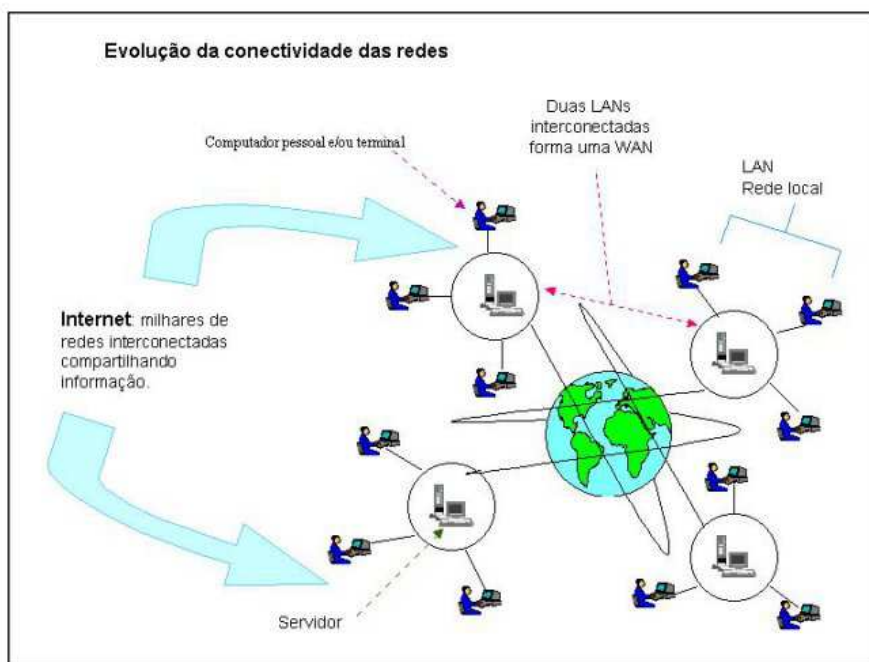 Evolução da conectividade das redes
Duas LANs
interconectadas
forma uma WAN
Computador pessoal e/ou terminal
LAN
Rede local
Internet: milhares de
redes interconectadas
compartilhando
informação.
Servidor